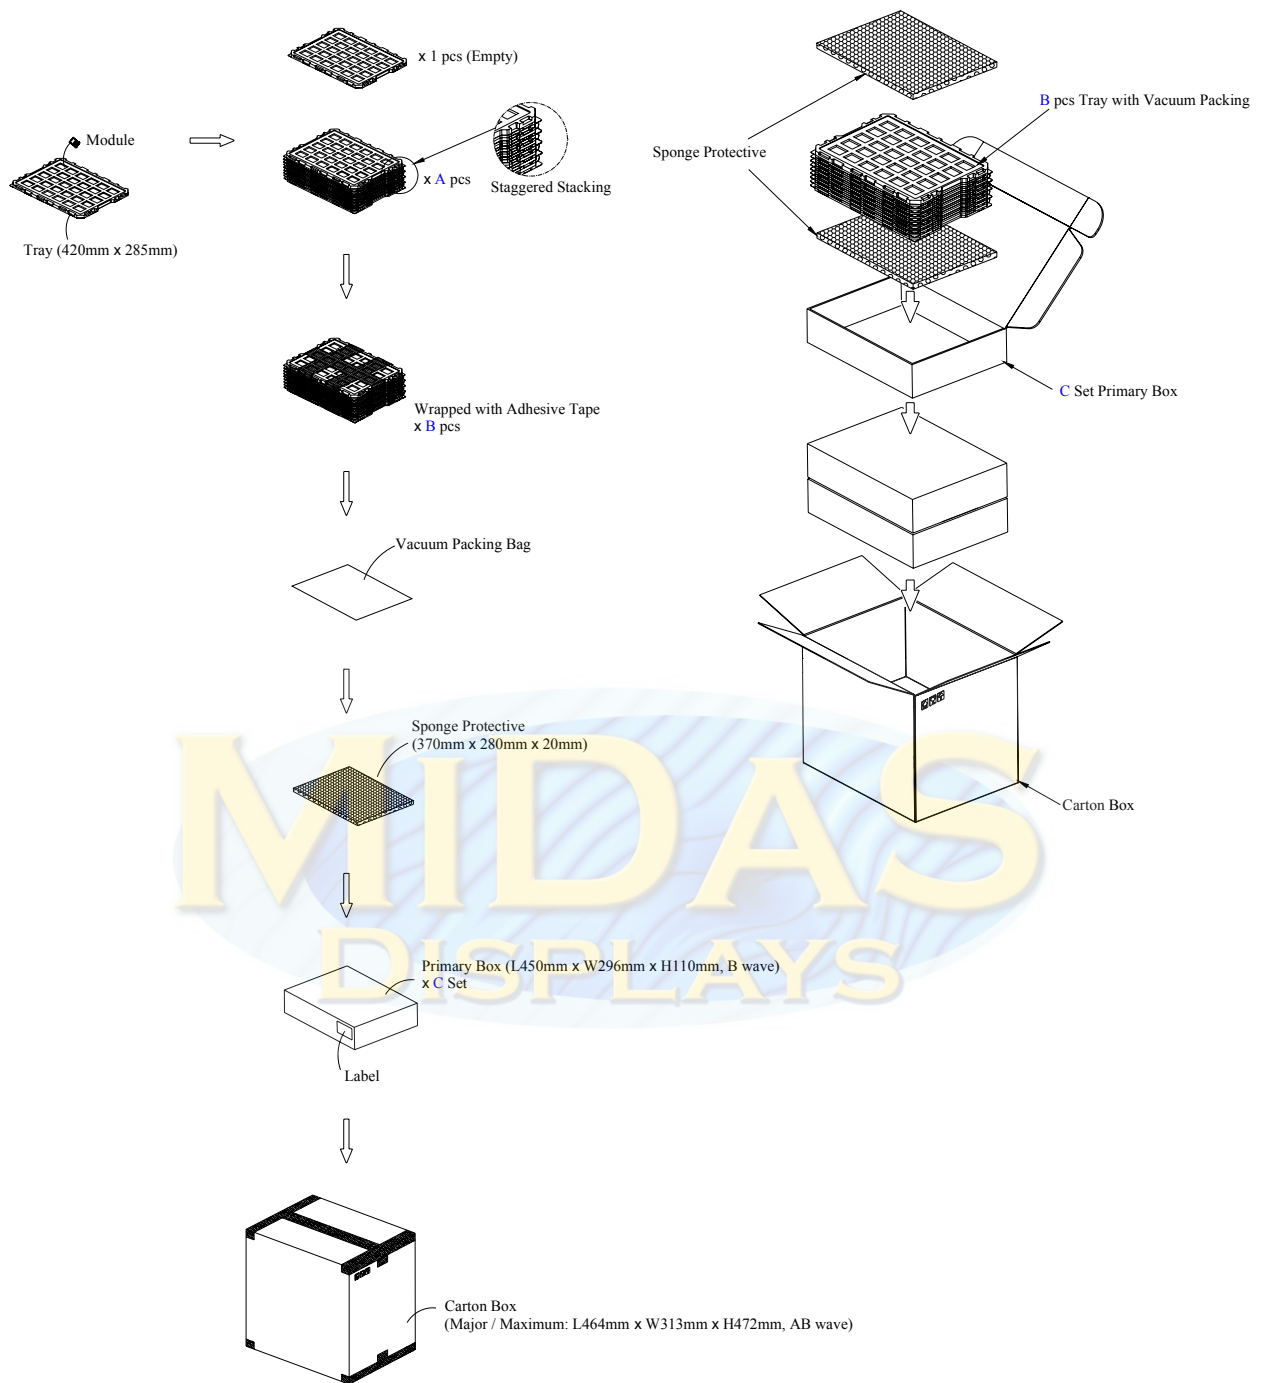 x 1 pcs (Empty)
Module
Tray (420mm x 285mm)
x A pcs
Staggered Stacking
Wrapped with Adhesive Tape
x B pcs
Vacuum Packing Bag
Sponge Protective
(370mm x 280mm x 20mm)
Primary Box (L450mm x W296mm x H110mm, B wave)
x C Set
Label
Carton Box
(Major / Maximum: L464mm x W313mm x H472mm, AB wave)
B pcs Tray with Vacuum Packing
Sponge Protective
C Set Primary Box
Carton Box
MIDAS
DISPLAYS